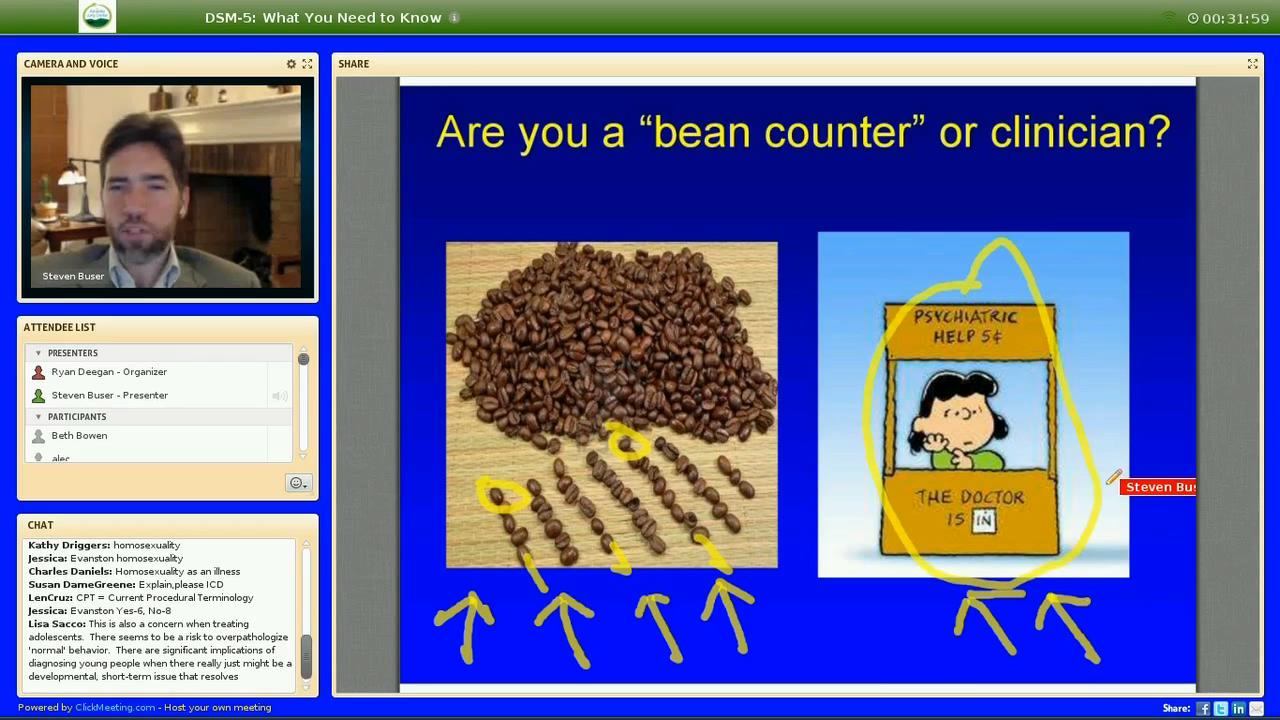 DSM-5: What You Need to Know
00:31:59
CAMERA AND VOICE
Steven Buser
ATTENDEE LIST
PRESENTERS
Ryan Deegan - Organizer
Steven Buser - Presenter
PARTICIPANTS
Beth Bowen
alec
CHAT
Kathy Driggers: homosexuality
Jessica: Evanston homosexuality
Charles Daniels: Homosexuality as an illness
Susan DameGreene: Explain,please ICD
LenCruz: CPT = Current Procedural Terminology
Jessica: Evanston Yes-6, No-8
Lisa Sacco: This is also a concern when treating
adolescents. There seems to be a risk to overpathologize
'normal' behavior. There are significant implications of
diagnosing young people when there really just might be a
developmental, short-term issue that resolves
SHARE
Are you a “bean counter” or clinician?
PSYCHIATRIC
HELP 5¢
THE DOCTOR
IS IN
Steven Bus
Powered by ClickMeeting.com - Host your own meeting
Share: